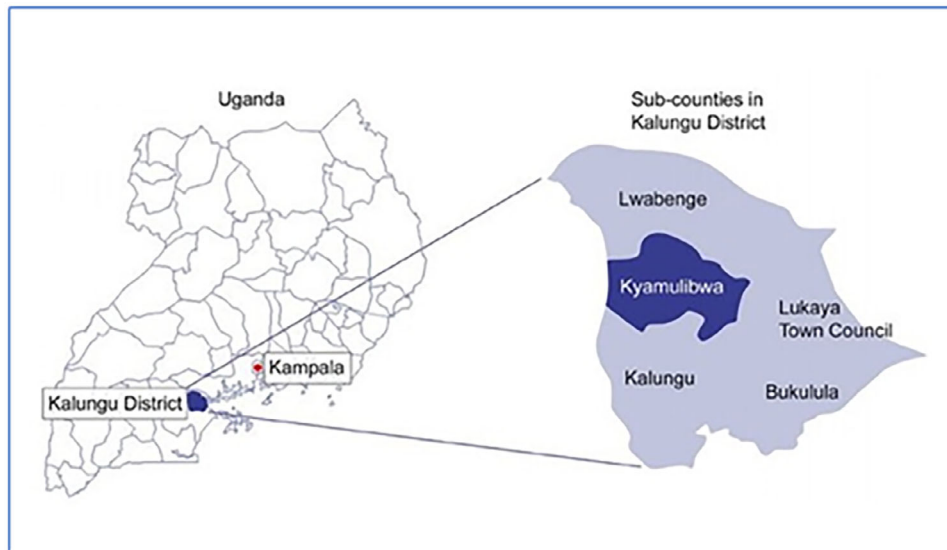 Uganda
Kampala
Kalungu District
Sub-counties in
Kalungu District
Lwabenge
Kyamulibwa
Lukaya
Town Council
Kalungu
Bukulula